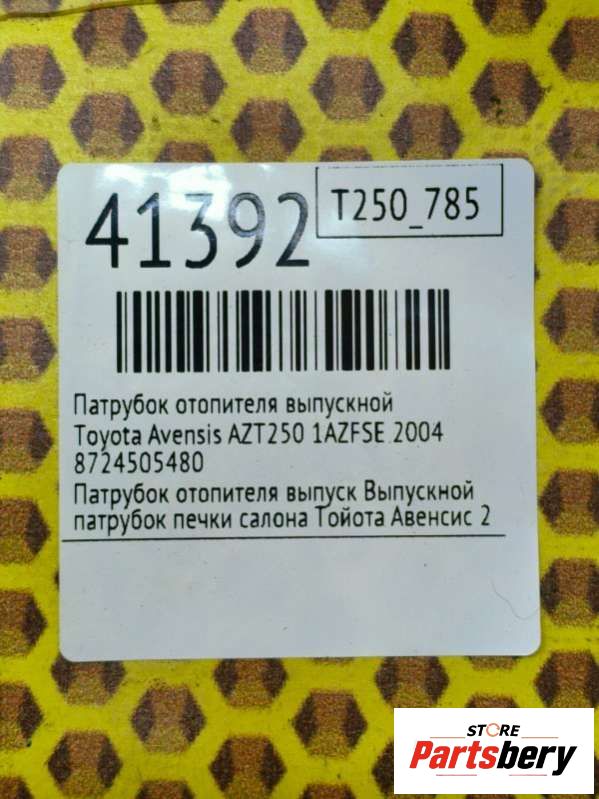 41392
T250_785
Патрубок отопителя выпускной
Toyota Avensis AZT250 1AZFSE 2004
8724505480
Патрубок отопителя выпуск Выпускной
патрубок печки салона Тойота Авенсис 2
STORE
Partsbery